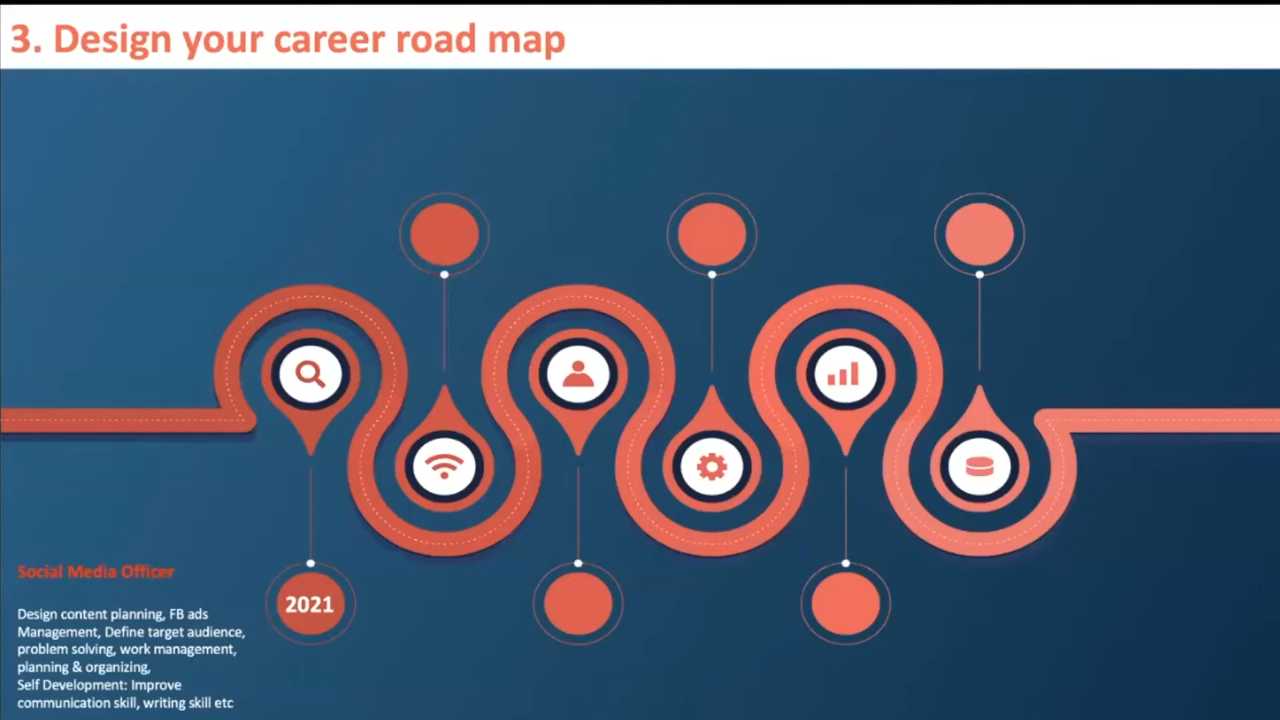 3. Design your career road map
2021
Social Media Officer
Design content planning, FB ads
Management, Define target audience,
problem solving, work management,
planning & organizing,
Self Development: Improve
communication skill, writing skill etc